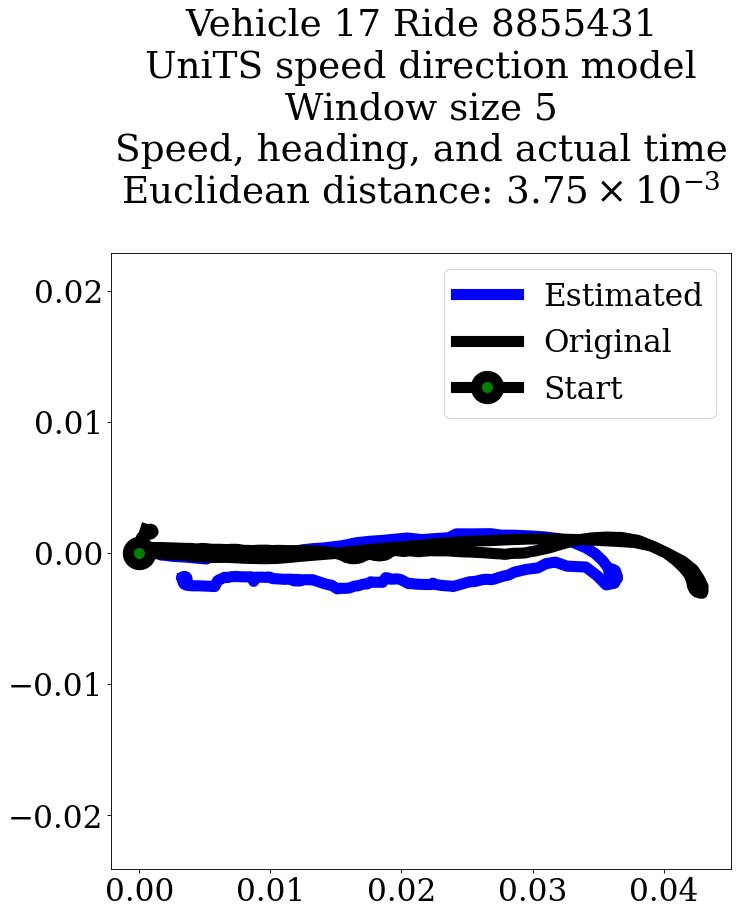 Vehicle 17 Ride 8855431
UniTS speed direction model
Window size 5
Speed, heading, and actual time
Euclidean distance: 3.75 × 10⁻³
Estimated
Original
Start
0.02
0.01
0.00
−0.01
−0.02
0.00 0.01 0.02 0.03 0.04